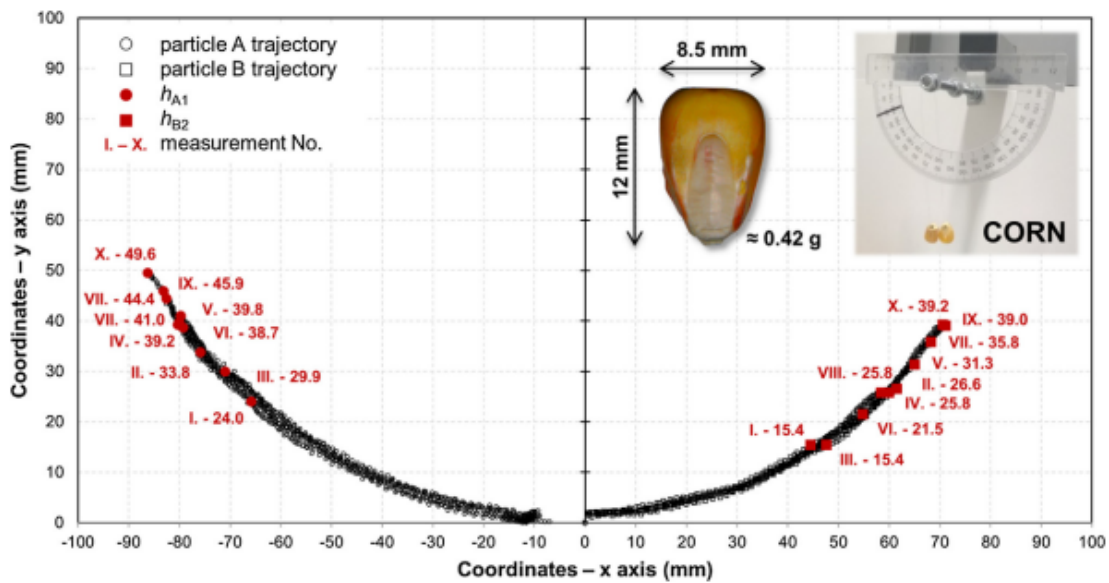 100
90
80
70
60
50
40
30
20
10
0
Coordinates – y axis (mm)
particle A trajectory
particle B trajectory
hA1
hB2
I. – X. measurement No.
8.5 mm
12 mm
≈ 0.42 g
CORN
X. - 49.6
IX. - 45.9
VII. - 44.4
V. - 39.8
VII. - 41.0
VI. - 38.7
IV. - 39.2
II. - 33.8
III. - 29.9
I. - 24.0
X. - 39.2
IX. - 39.0
VII. - 35.8
V. - 31.3
VIII. - 25.8
II. - 26.6
IV. - 25.8
VI. - 21.5
I. - 15.4
III. - 15.4
-100 -90 -80 -70 -60 -50 -40 -30 -20 -10 0 10 20 30 40 50 60 70 80 90 100
Coordinates – x axis (mm)